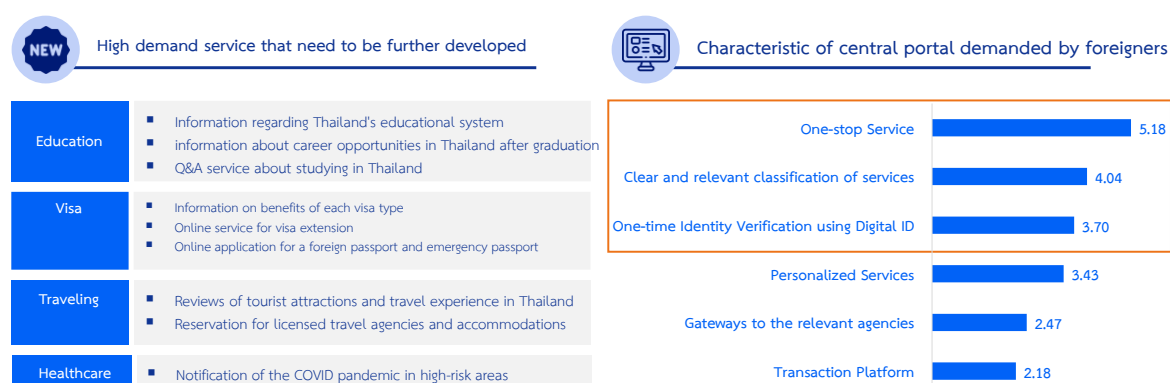 NEW
High demand service that need to be further developed
Education
Information regarding Thailand's educational system
information about career opportunities in Thailand after graduation
Q&A service about studying in Thailand
Visa
Information on benefits of each visa type
Online service for visa extension
Online application for a foreign passport and emergency passport
Traveling
Reviews of tourist attractions and travel experience in Thailand
Reservation for licensed travel agencies and accommodations
Healthcare
Notification of the COVID pandemic in high-risk areas
Characteristic of central portal demanded by foreigners
One-stop Service 5.18
Clear and relevant classification of services 4.04
One-time Identity Verification using Digital ID 3.70
Personalized Services 3.43
Gateways to the relevant agencies 2.47
Transaction Platform 2.18